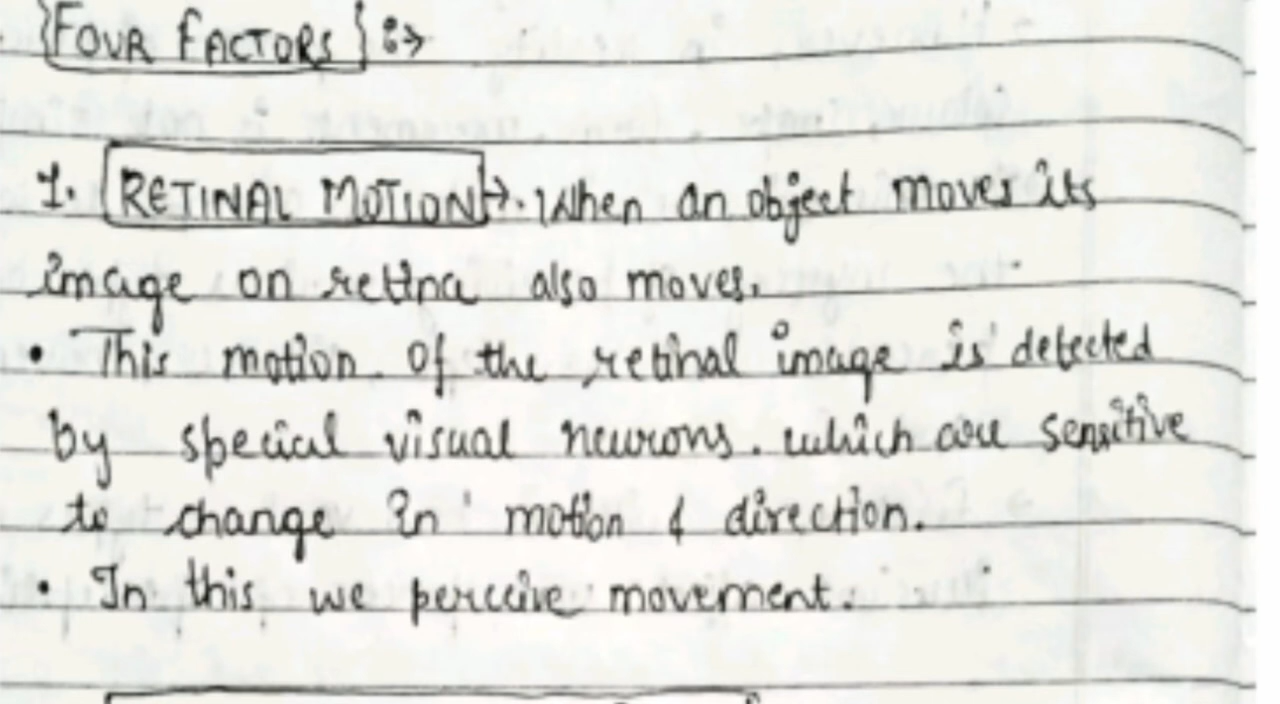 {FOUR FACTORS} :→
1. RETINAL MOTION →. When an object moves its
image on retina also moves.
• This motion of the retinal image is detected
by special visual neurons. which are sensitive
to change in motion & direction.
• In this we perceive movement.